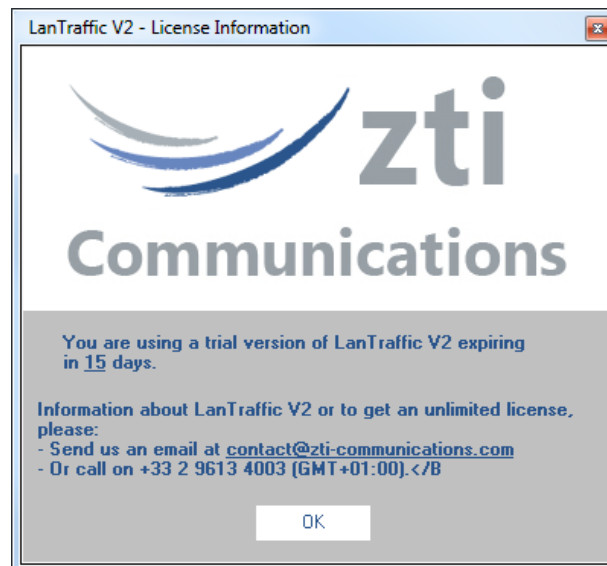 LanTraffic V2 - License Information
zti
Communications
You are using a trial version of LanTraffic V2 expiring
in 15 days.
Information about LanTraffic V2 or to get an unlimited license,
please:
- Send us an email at contact@zti-communications.com
- Or call on +33 2 9613 4003 (GMT+01:00).</B
OK